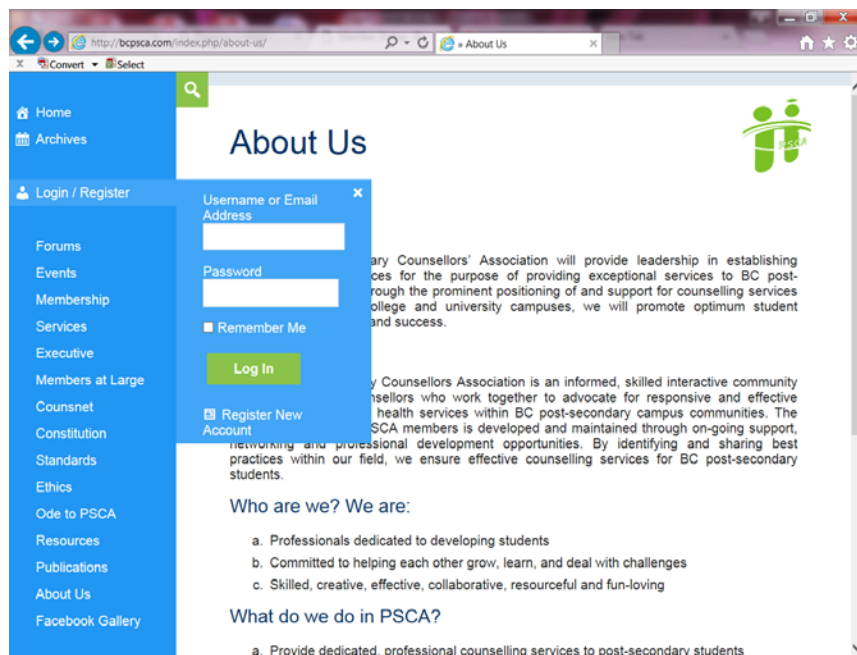 http://bcpsca.com/index.php/about-us/
» About Us
x Convert Select
Home
Archives
Login / Register
Forums
Events
Membership
Services
Executive
Members at Large
Counsnet
Constitution
Standards
Ethics
Ode to PSCA
Resources
Publications
About Us
Facebook Gallery
About Us
PSCA
Username or Email
Address
Password
Remember Me
Log In
Register New
Account
ary Counsellors' Association will provide leadership in establishing
ces for the purpose of providing exceptional services to BC post-
rough the prominent positioning of and support for counselling services
ollege and university campuses, we will promote optimum student
and success.
y Counsellors Association is an informed, skilled interactive community
nsellors who work together to advocate for responsive and effective
health services within BC post-secondary campus communities. The
SCA members is developed and maintained through on-going support,
networking and professional development opportunities. By identifying and sharing best
practices within our field, we ensure effective counselling services for BC post-secondary
students.
Who are we? We are:
a. Professionals dedicated to developing students
b. Committed to helping each other grow, learn, and deal with challenges
c. Skilled, creative, effective, collaborative, resourceful and fun-loving
What do we do in PSCA?
a. Provide dedicated, professional counselling services to post-secondary students